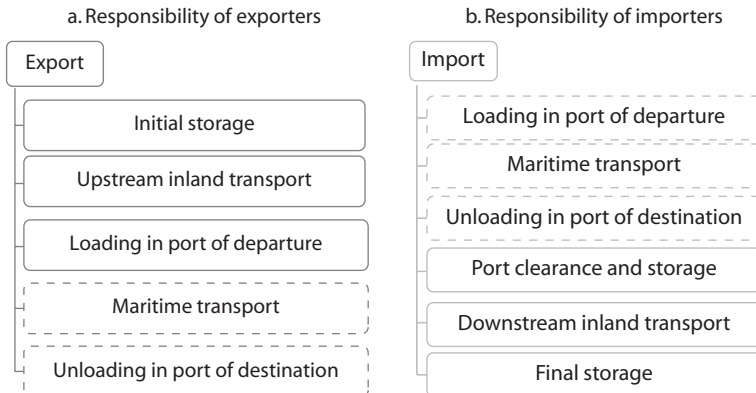 a. Responsibility of exporters
Export
Initial storage
Upstream inland transport
Loading in port of departure
Maritime transport
Unloading in port of destination
b. Responsibility of importers
Import
Loading in port of departure
Maritime transport
Unloading in port of destination
Port clearance and storage
Downstream inland transport
Final storage